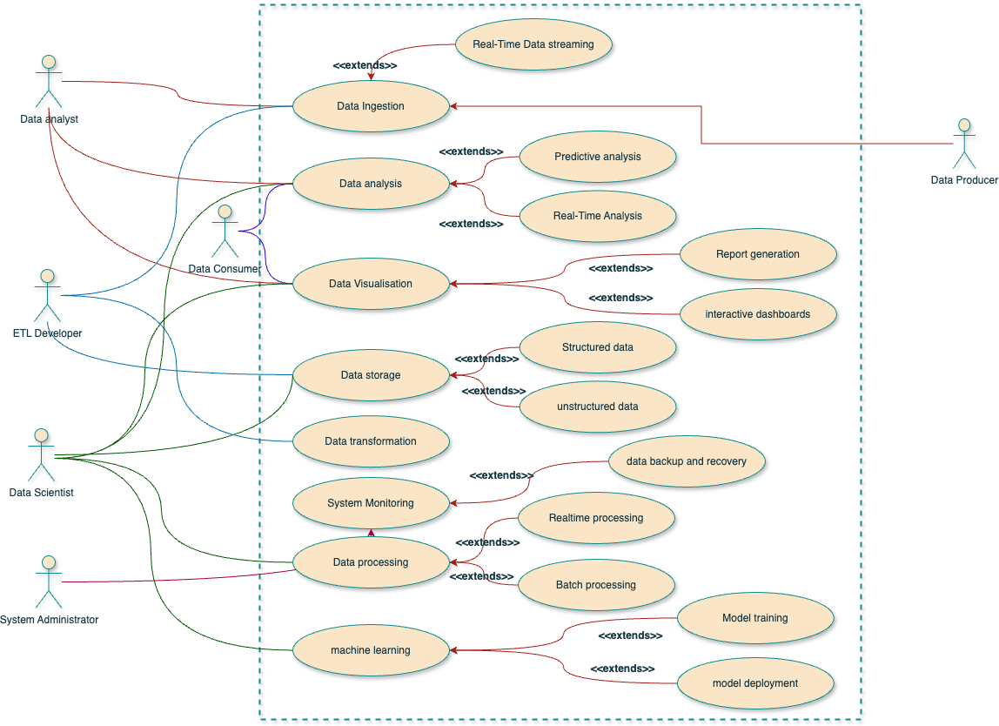 Real-Time Data streaming
<<extends>>
Data Ingestion
Data analyst
Predictive analysis
<<extends>>
Data Producer
Data analysis
Real-Time Analysis
<<extends>>
Data Consumer
Report generation
<<extends>>
Data Visualisation
<<extends>>
interactive dashboards
ETL Developer
Structured data
<<extends>>
Data storage
<<extends>>
unstructured data
Data transformation
data backup and recovery
<<extends>>
Data Scientist
System Monitoring
Realtime processing
<<extends>>
Data processing
<<extends>>
Batch processing
System Administrator
Model training
<<extends>>
machine learning
<<extends>>
model deployment